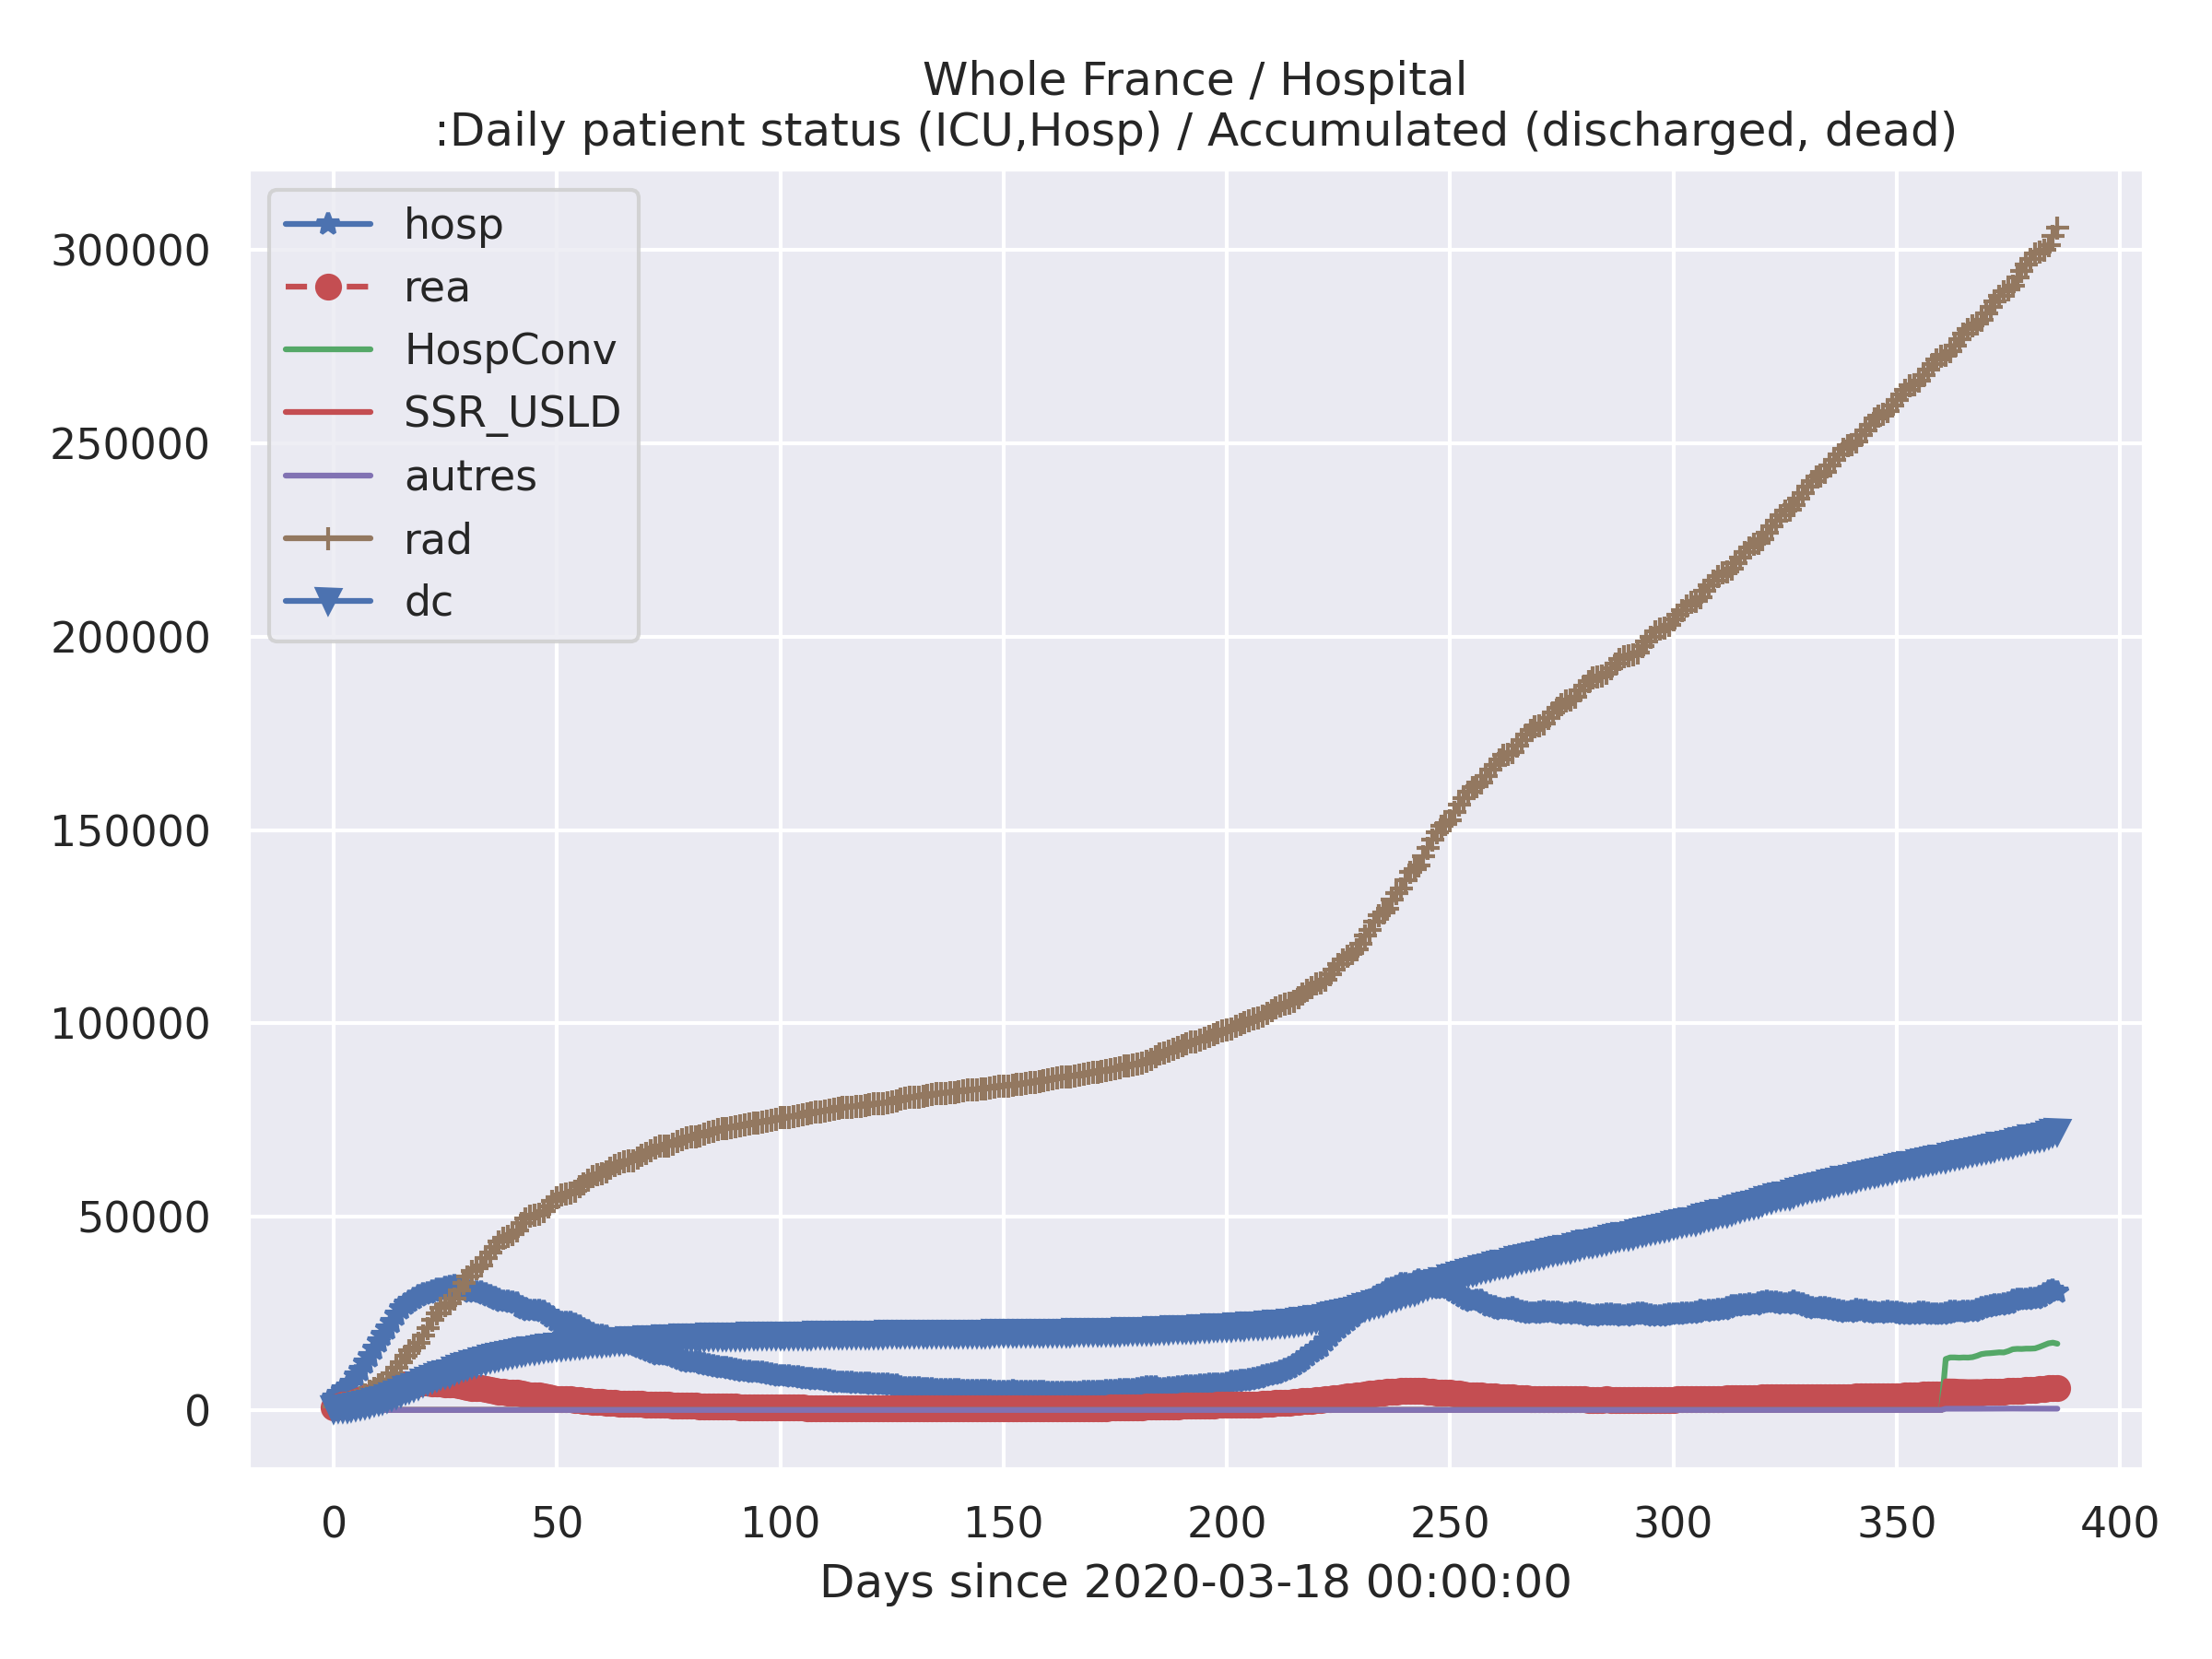 Whole France / Hospital
:Daily patient status (ICU,Hosp) / Accumulated (discharged, dead)
hosp
rea
HospConv
SSR_USLD
autres
rad
dc
300000
250000
200000
150000
100000
50000
0
0 50 100 150 200 250 300 350 400
Days since 2020-03-18 00:00:00